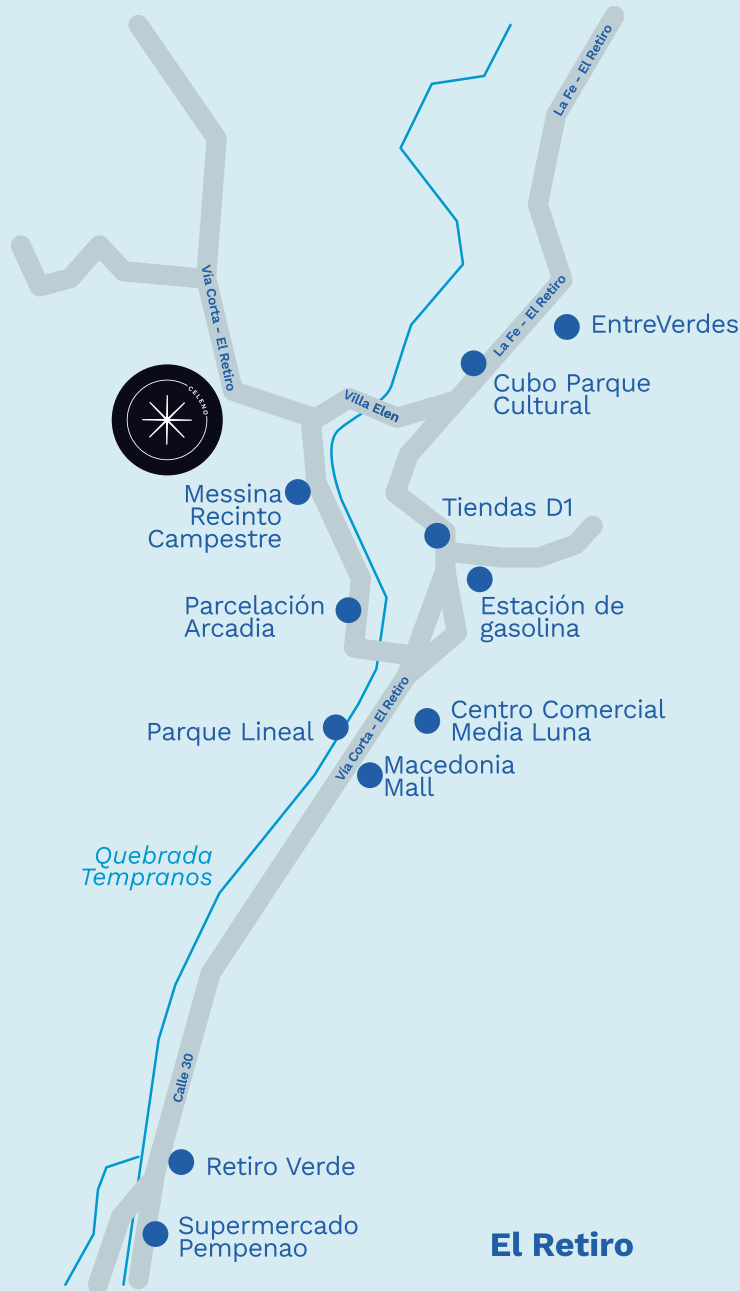 La Fe - El Retiro
Vía Corta - El Retiro
La Fe - El Retiro
EntreVerdes
Cubo Parque
Cultural
CELENO
Villa Elen
Messina
Recinto
Campestre
Tiendas D1
Parcelación
Arcadia
Estación de
gasolina
Parque Lineal
Vía Corta - El Retiro
Centro Comercial
Media Luna
Macedonia
Mall
Quebrada
Tempranos
Calle 30
Retiro Verde
Supermercado
Pempenao
El Retiro